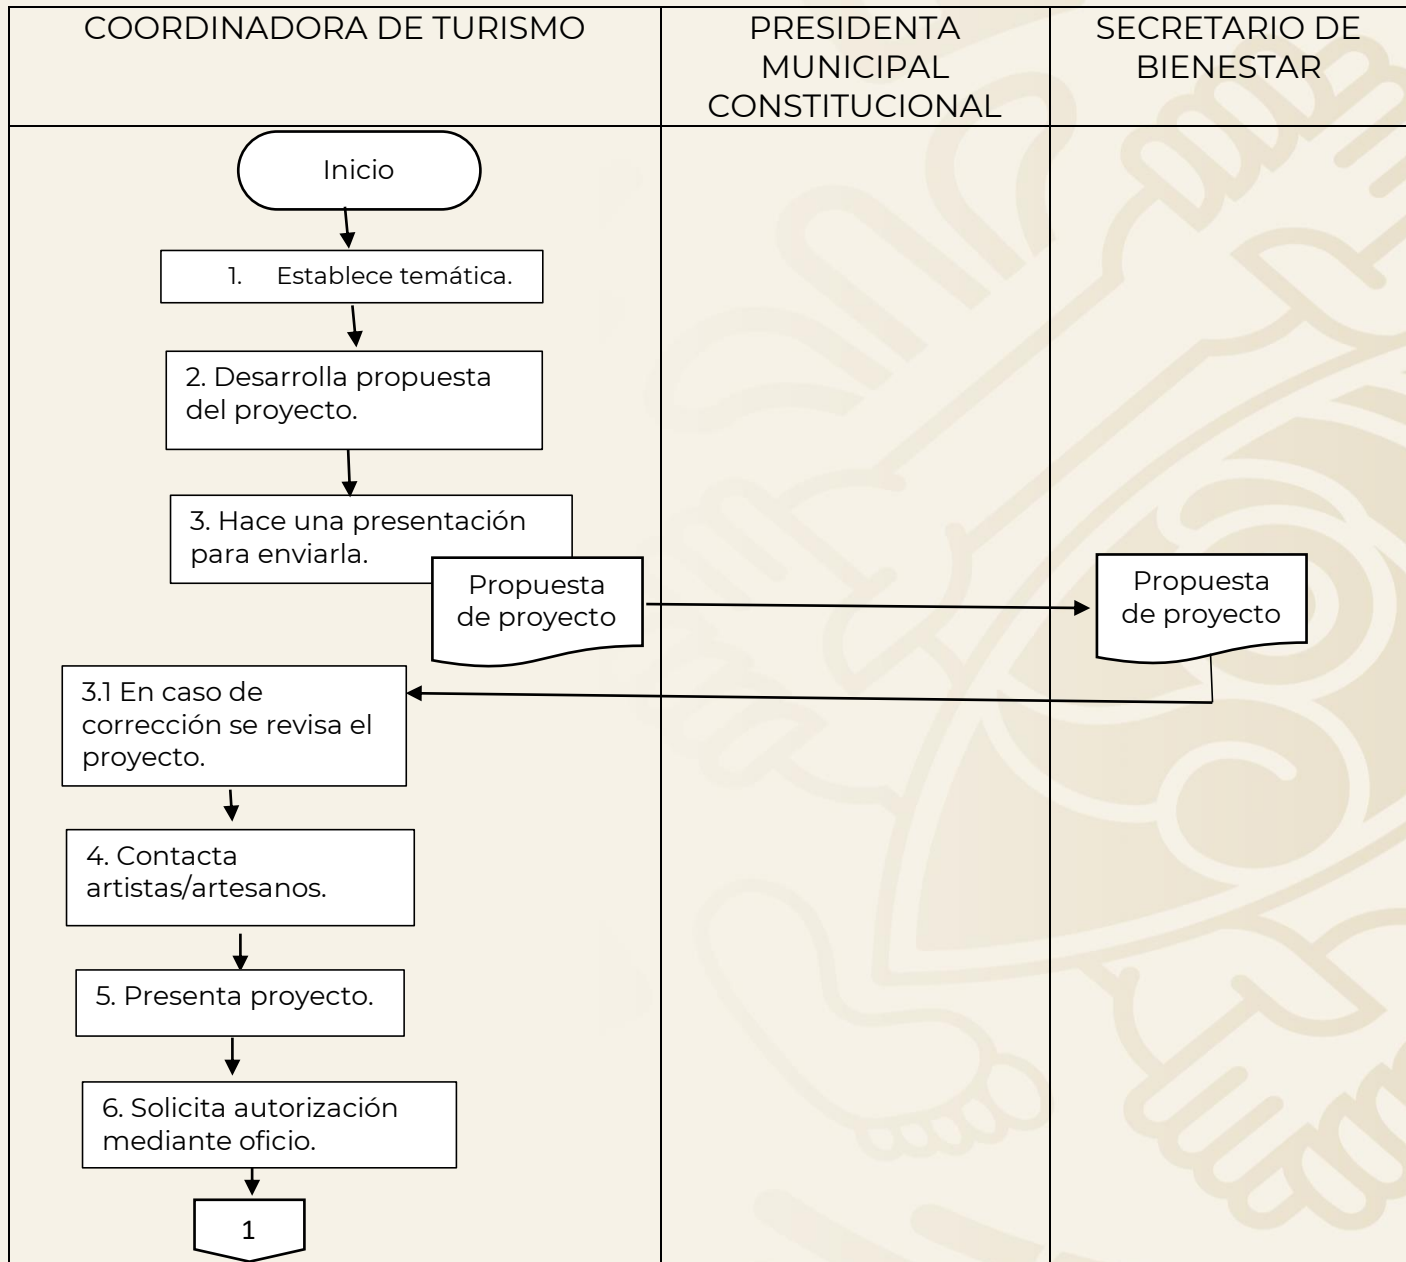 COORDINADORA DE TURISMO
PRESIDENTA
MUNICIPAL
CONSTITUCIONAL
SECRETARIO DE
BIENESTAR
Inicio
1. Establece temática.
2. Desarrolla propuesta
del proyecto.
3. Hace una presentación
para enviarla.
Propuesta
de proyecto
Propuesta
de proyecto
3.1 En caso de
corrección se revisa el
proyecto.
4. Contacta
artistas/artesanos.
5. Presenta proyecto.
6. Solicita autorización
mediante oficio.
1